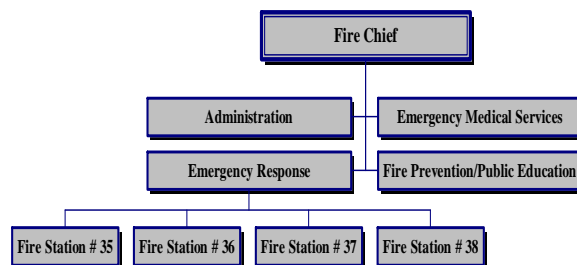 Fire Chief
Administration
Emergency Medical Services
Emergency Response
Fire Prevention/Public Education
Fire Station # 35
Fire Station # 36
Fire Station # 37
Fire Station # 38